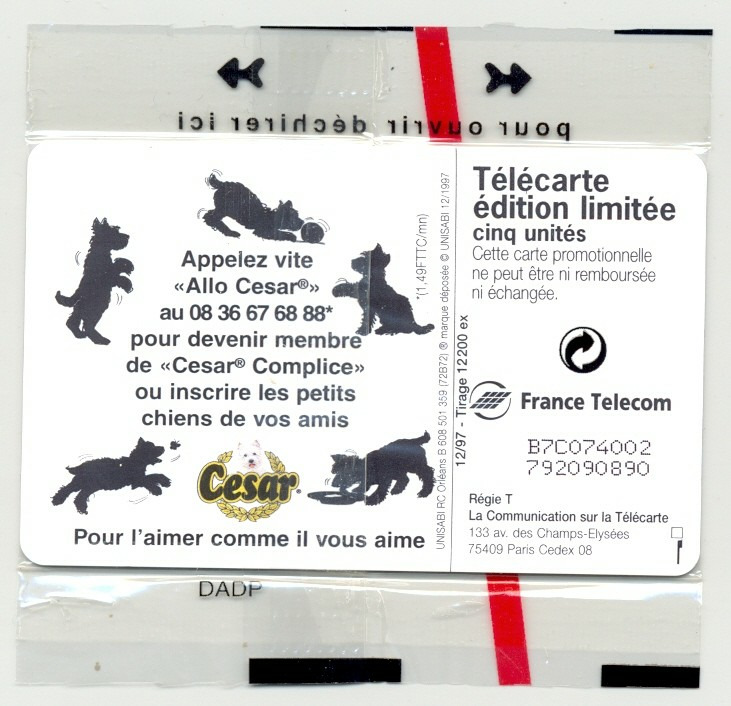 pour ouvrir déchirer ici
Appelez vite
«Allo Cesar®»
au 08 36 67 68 88*
pour devenir membre
de «Cesar® Complice»
ou inscrire les petits
chiens de vos amis
Cesar®
Pour l'aimer comme il vous aime
*(1,49FTTC/mn)
UNISABI RC Orléans B 608 501 359 (72B72) ® marque déposée © UNISABI 12/1997
12/97 - Tirage 12200 ex
Télécarte
édition limitée
cinq unités
Cette carte promotionnelle
ne peut être ni remboursée
ni échangée.
France Telecom
B7C074002
792090890
Régie T
La Communication sur la Télécarte
133 av. des Champs-Elysées
75409 Paris Cedex 08
DADP